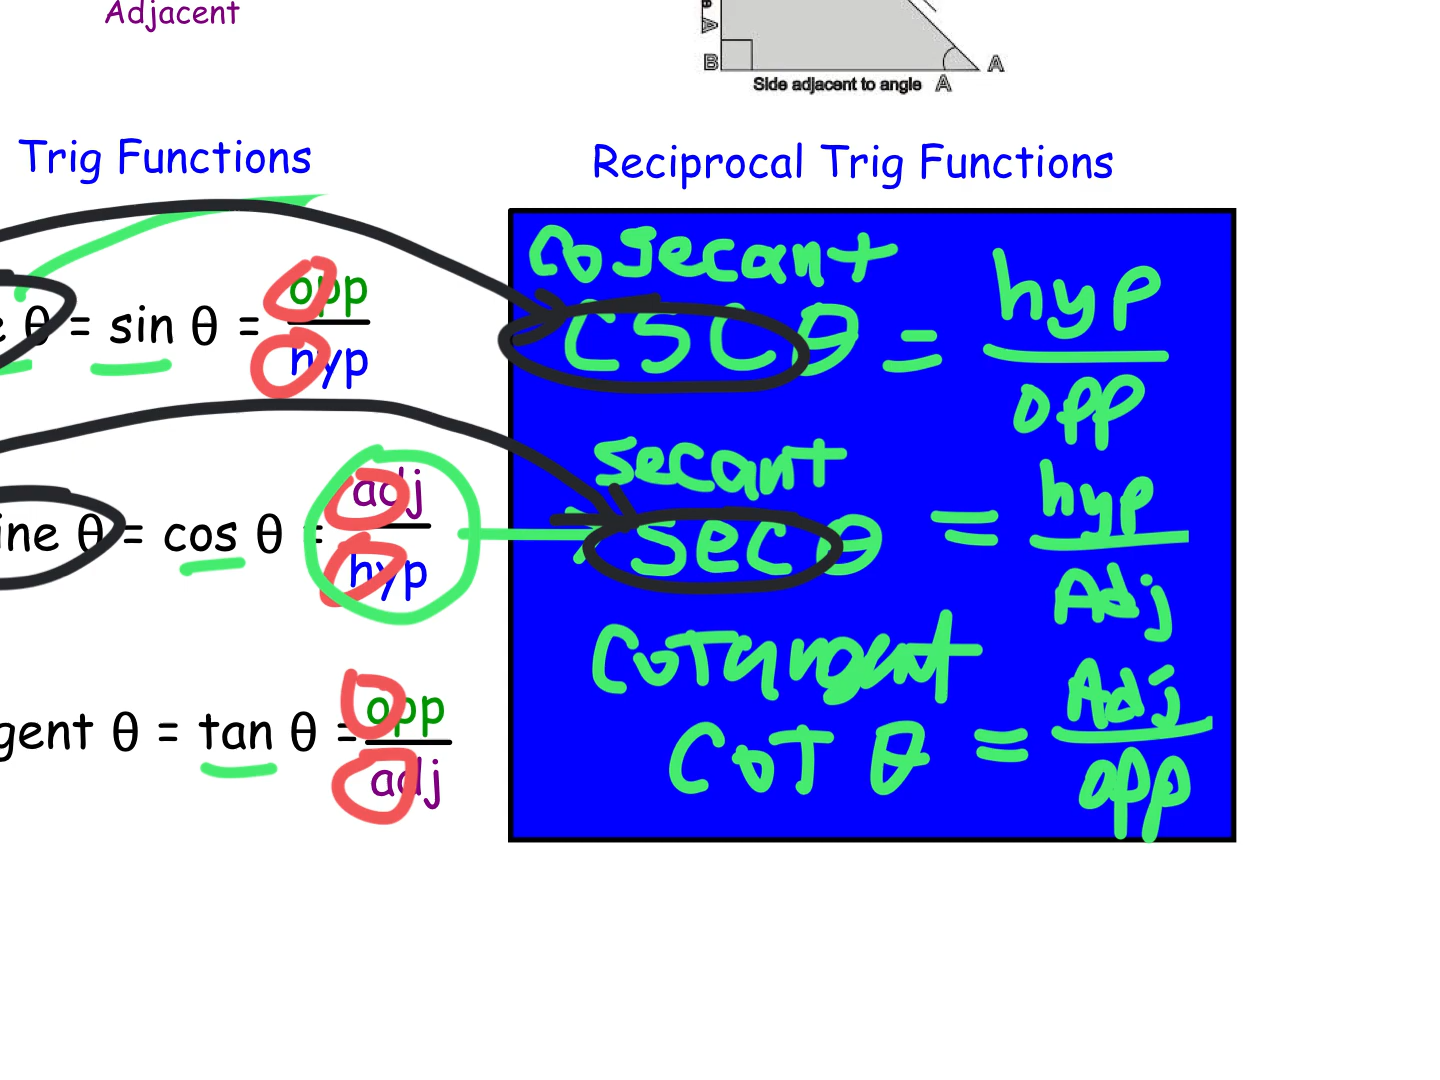 Adjacent
B
A
Side adjacent to angle A
Trig Functions
Reciprocal Trig Functions
e θ = sin θ = opp
hyp
cosecant
csc θ = hyp
opp
ine θ = cos θ = adj
hyp
secant
sec θ = hyp
Adj
gent θ = tan θ = opp
adj
cotangent
cot θ = Adj
opp